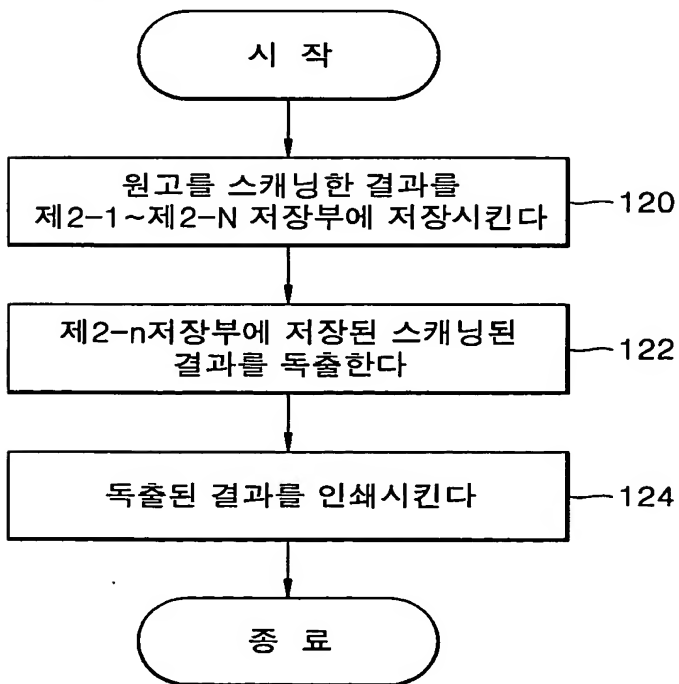 시 작
원고를 스캐닝한 결과를
제2-1~제2-N 저장부에 저장시킨다
120
제2-n저장부에 저장된 스캐닝된
결과를 독출한다
122
독출된 결과를 인쇄시킨다
124
종 료